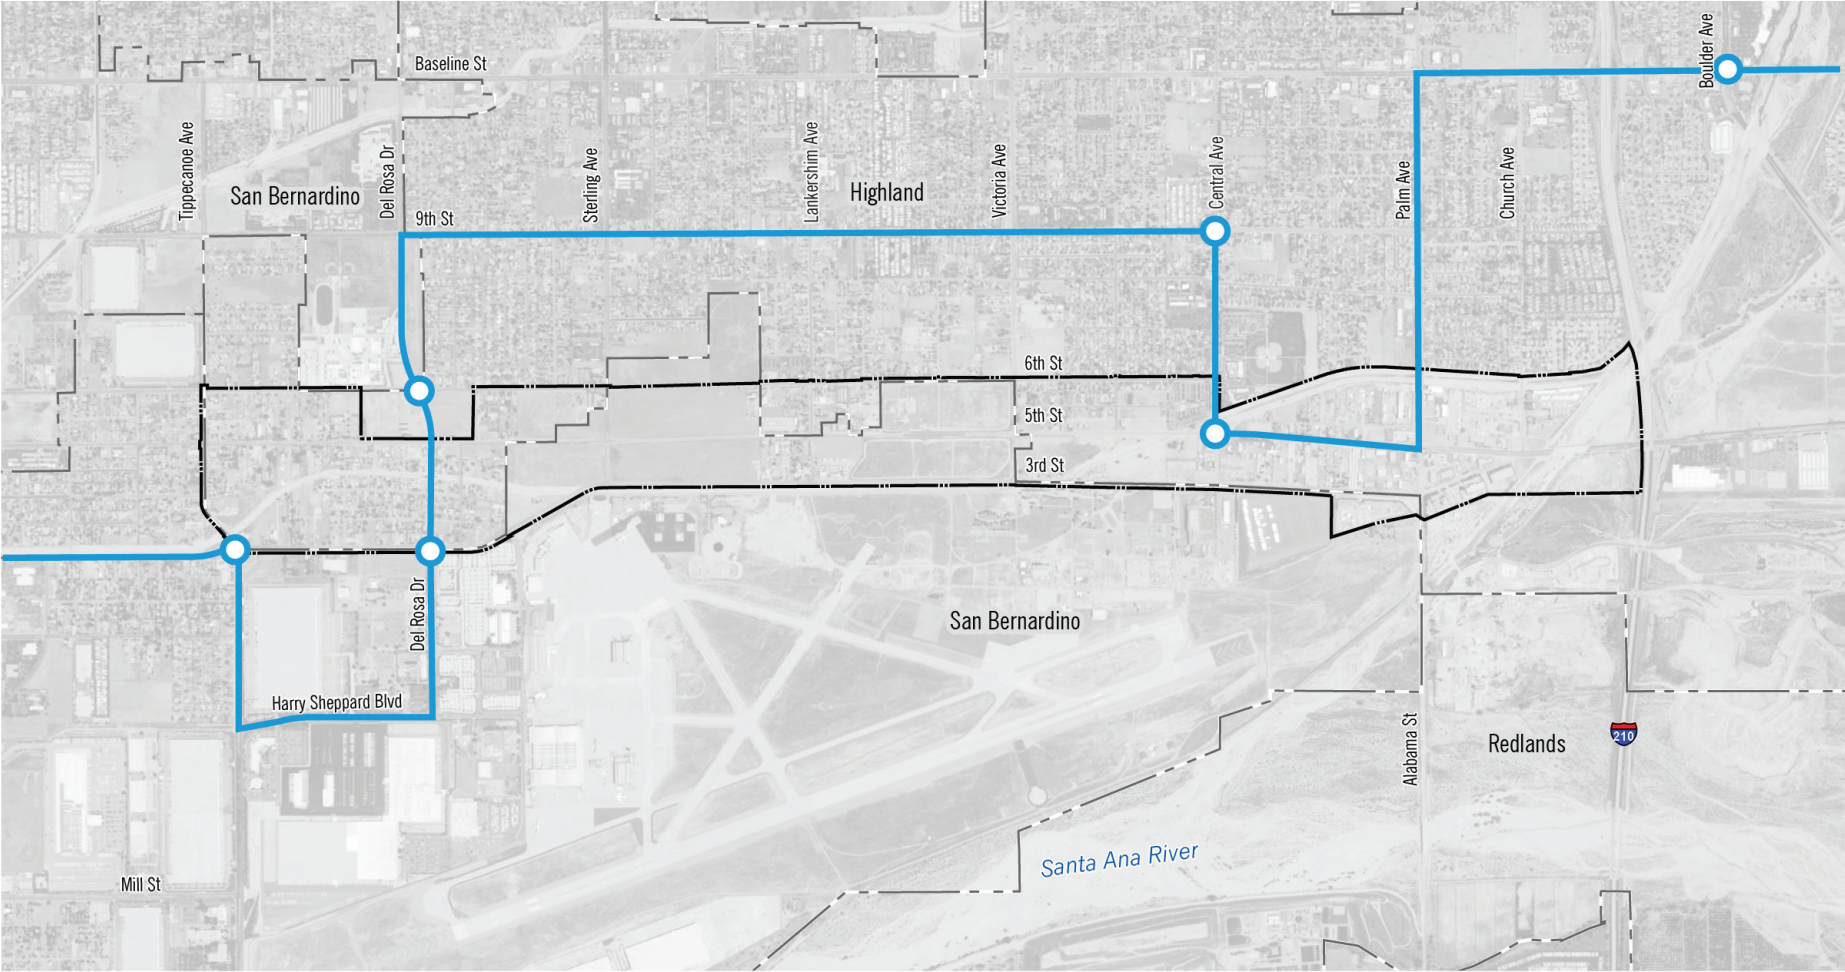 Boulder Ave
Baseline St
Tippecanoe Ave
Del Rosa Dr
Sterling Ave
Lankershim Ave
Victoria Ave
Central Ave
Palm Ave
Church Ave
San Bernardino
Highland
9th St
6th St
5th St
3rd St
Del Rosa Dr
San Bernardino
Harry Sheppard Blvd
Alabama St
Redlands
210
Santa Ana River
Mill St